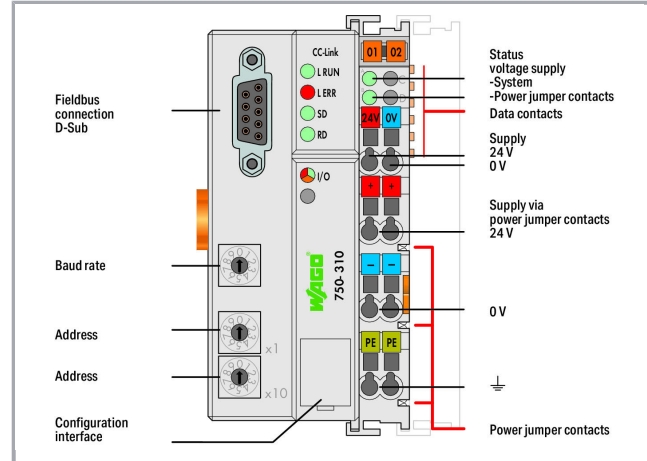 Fieldbus
connection
D-Sub
Baud rate
Address
Address
Configuration
interface
CC-Link
L RUN
L ERR
SD
RD
I/O
x1
x10
WAGO
750-310
01 02
C
24V 0V
+ +
— —
PE PE
Status
voltage supply
-System
-Power jumper contacts
Data contacts
Supply
24 V
0 V
Supply via
power jumper contacts
24 V
0 V
Power jumper contacts